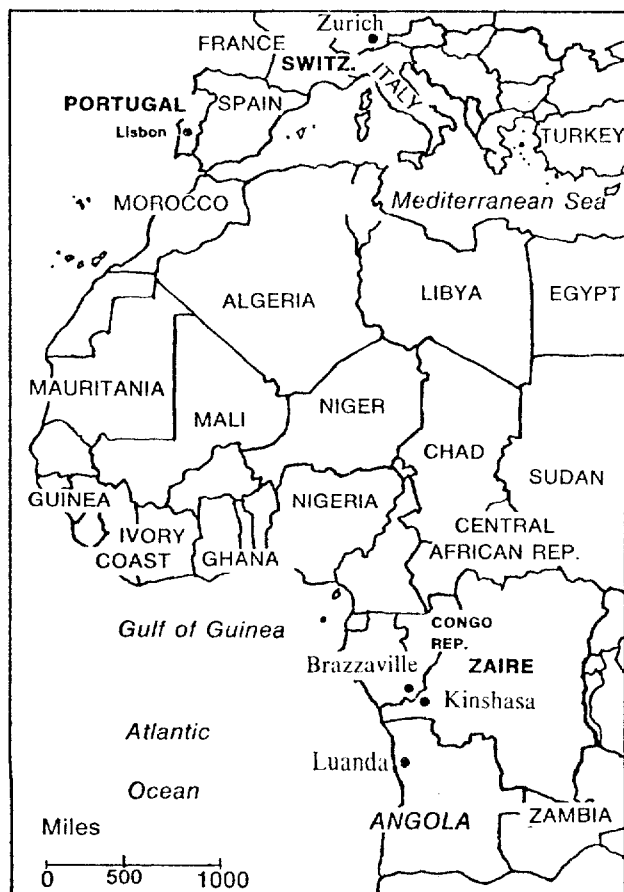 Zurich
FRANCE
SWITZ.
ITALY
PORTUGAL
SPAIN
Lisbon
TURKEY
MOROCCO
Mediterranean Sea
ALGERIA
LIBYA
EGYPT
MAURITANIA
MALI
NIGER
CHAD
SUDAN
GUINEA
NIGERIA
IVORY
COAST
GHANA
CENTRAL
AFRICAN REP.
Gulf of Guinea
CONGO
REP.
Brazzaville
ZAIRE
Kinshasa
Atlantic
Ocean
Luanda
ANGOLA
ZAMBIA
Miles
0 500 1000